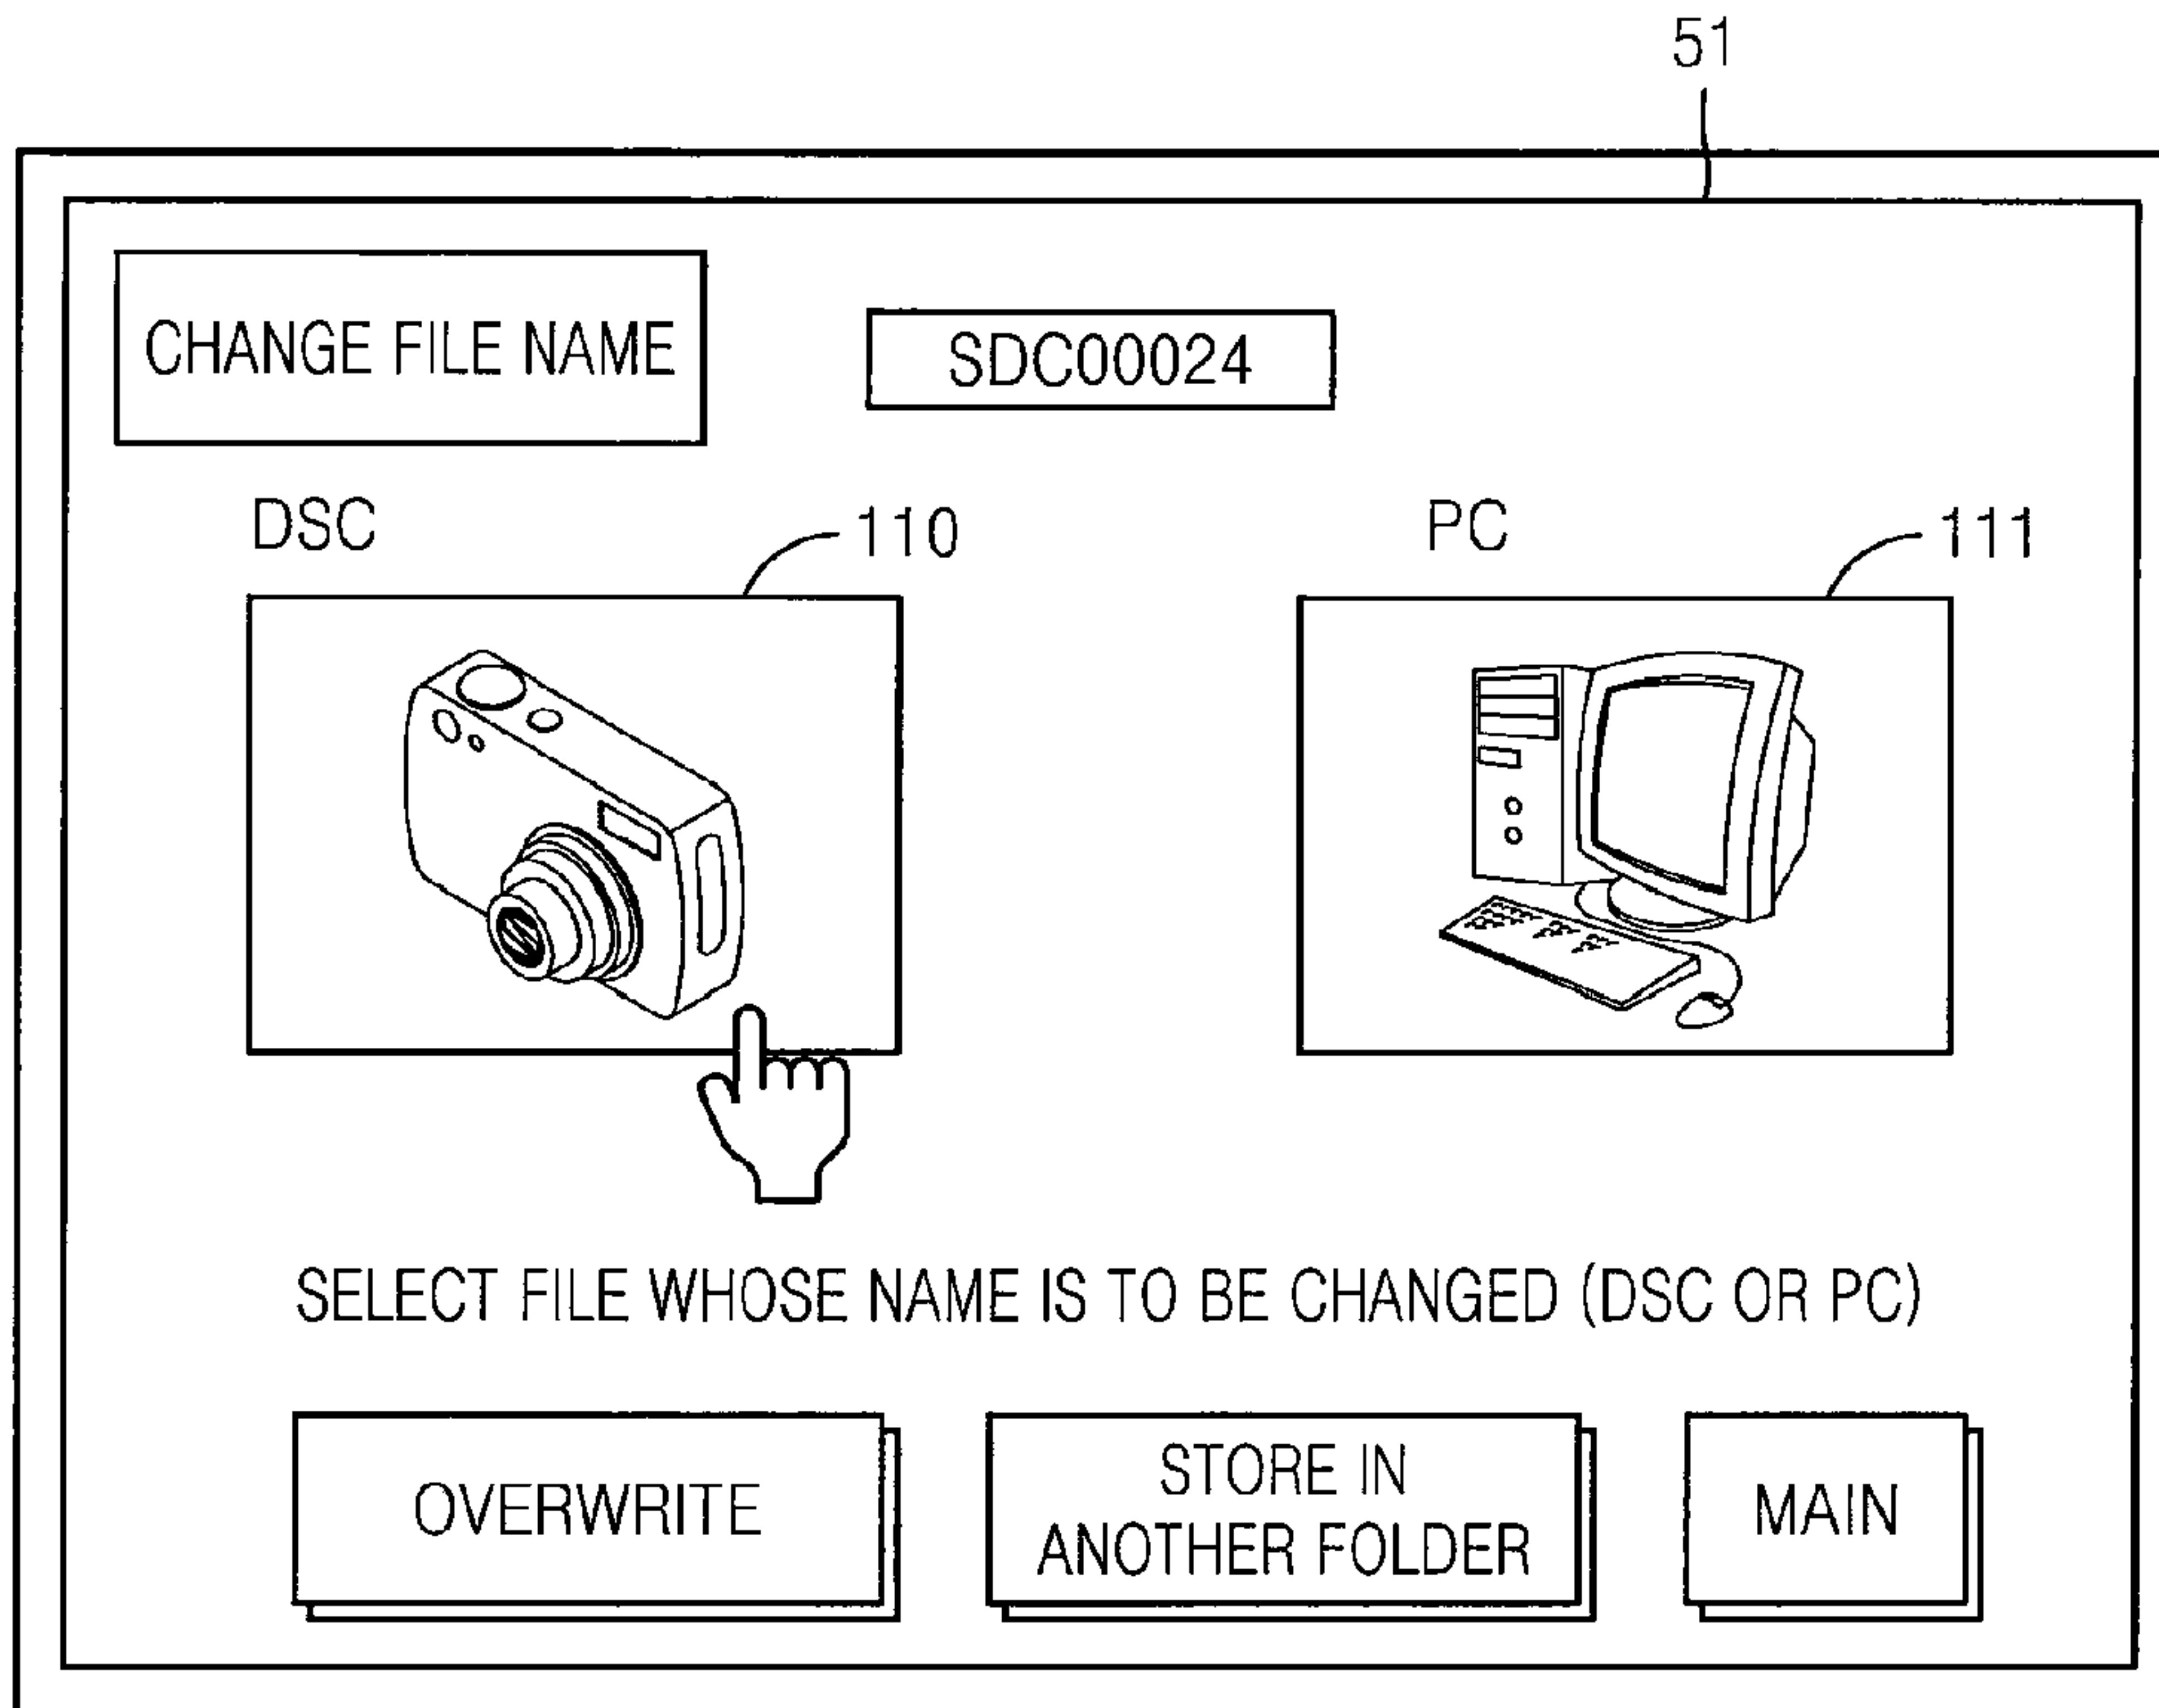 51
CHANGE FILE NAME
SDC00024
DSC
110
PC
111
SELECT FILE WHOSE NAME IS TO BE CHANGED (DSC OR PC)
OVERWRITE
STORE IN
ANOTHER FOLDER
MAIN